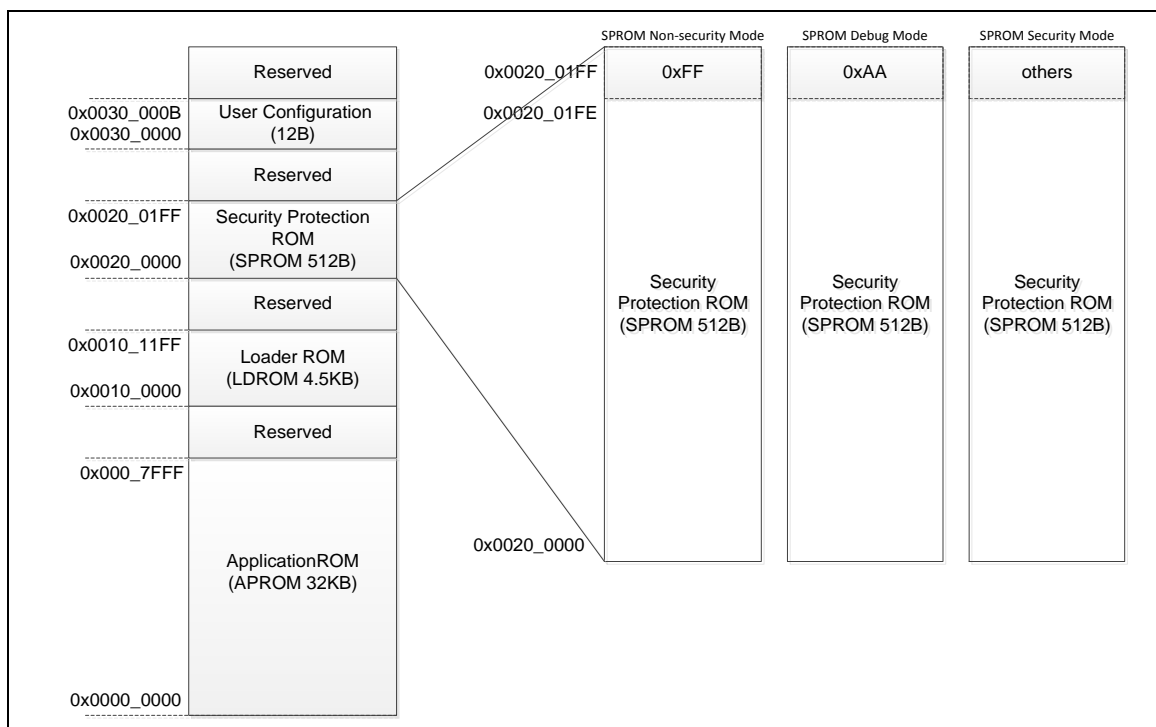 SPROM Non-security Mode
SPROM Debug Mode
SPROM Security Mode
Reserved
0x0030_000B
0x0030_0000
User Configuration
(12B)
Reserved
0x0020_01FF
0x0020_0000
Security Protection
ROM
(SPROM 512B)
Reserved
0x0010_11FF
0x0010_0000
Loader ROM
(LDROM 4.5KB)
Reserved
0x000_7FFF
ApplicationROM
(APROM 32KB)
0x0000_0000
0x0020_01FF
0x0020_01FE
0x0020_0000
0xFF
Security
Protection ROM
(SPROM 512B)
0xAA
Security
Protection ROM
(SPROM 512B)
others
Security
Protection ROM
(SPROM 512B)